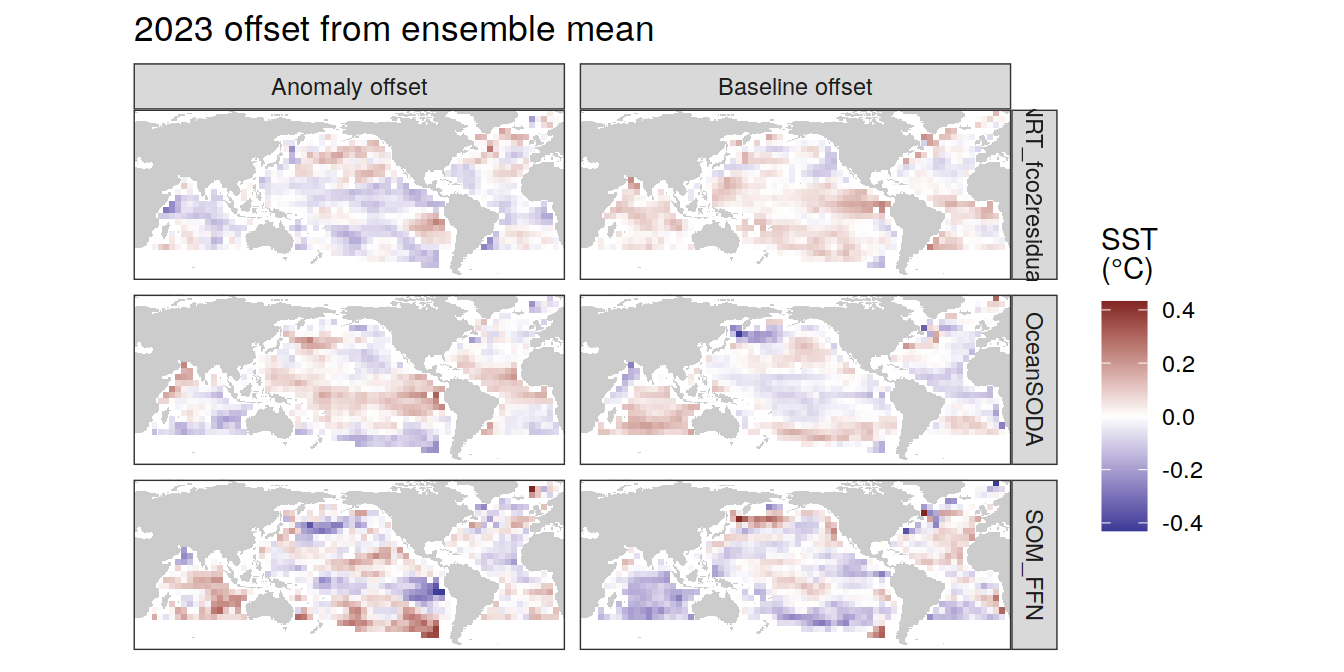 2023 offset from ensemble mean
Anomaly offset
Baseline offset
NRT_fco2residua
OceanSODA
SOM_FFN
SST
(°C)
0.4
0.2
0.0
-0.2
-0.4